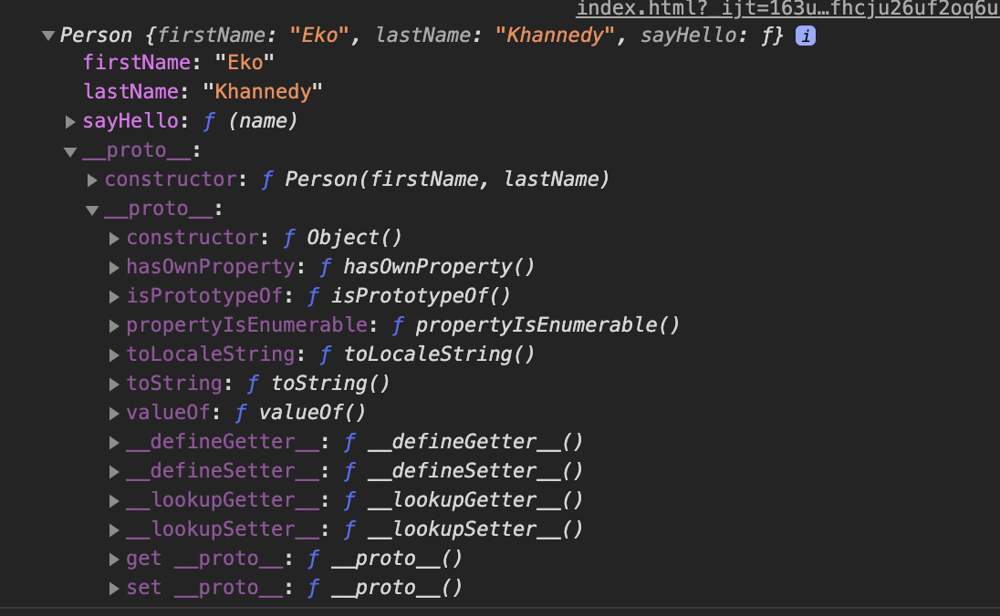 index.html?_ijt=163u…fhcju26uf2oq6u
▼Person {firstName: "Eko", lastName: "Khannedy", sayHello: ƒ} i
firstName: "Eko"
lastName: "Khannedy"
▶sayHello: ƒ (name)
▼__proto__:
▶constructor: ƒ Person(firstName, lastName)
▼__proto__:
▶constructor: ƒ Object()
▶hasOwnProperty: ƒ hasOwnProperty()
▶isPrototypeOf: ƒ isPrototypeOf()
▶propertyIsEnumerable: ƒ propertyIsEnumerable()
▶toLocaleString: ƒ toLocaleString()
▶toString: ƒ toString()
▶valueOf: ƒ valueOf()
▶__defineGetter__: ƒ __defineGetter__()
▶__defineSetter__: ƒ __defineSetter__()
▶__lookupGetter__: ƒ __lookupGetter__()
▶__lookupSetter__: ƒ __lookupSetter__()
▶get __proto__: ƒ __proto__()
▶set __proto__: ƒ __proto__()